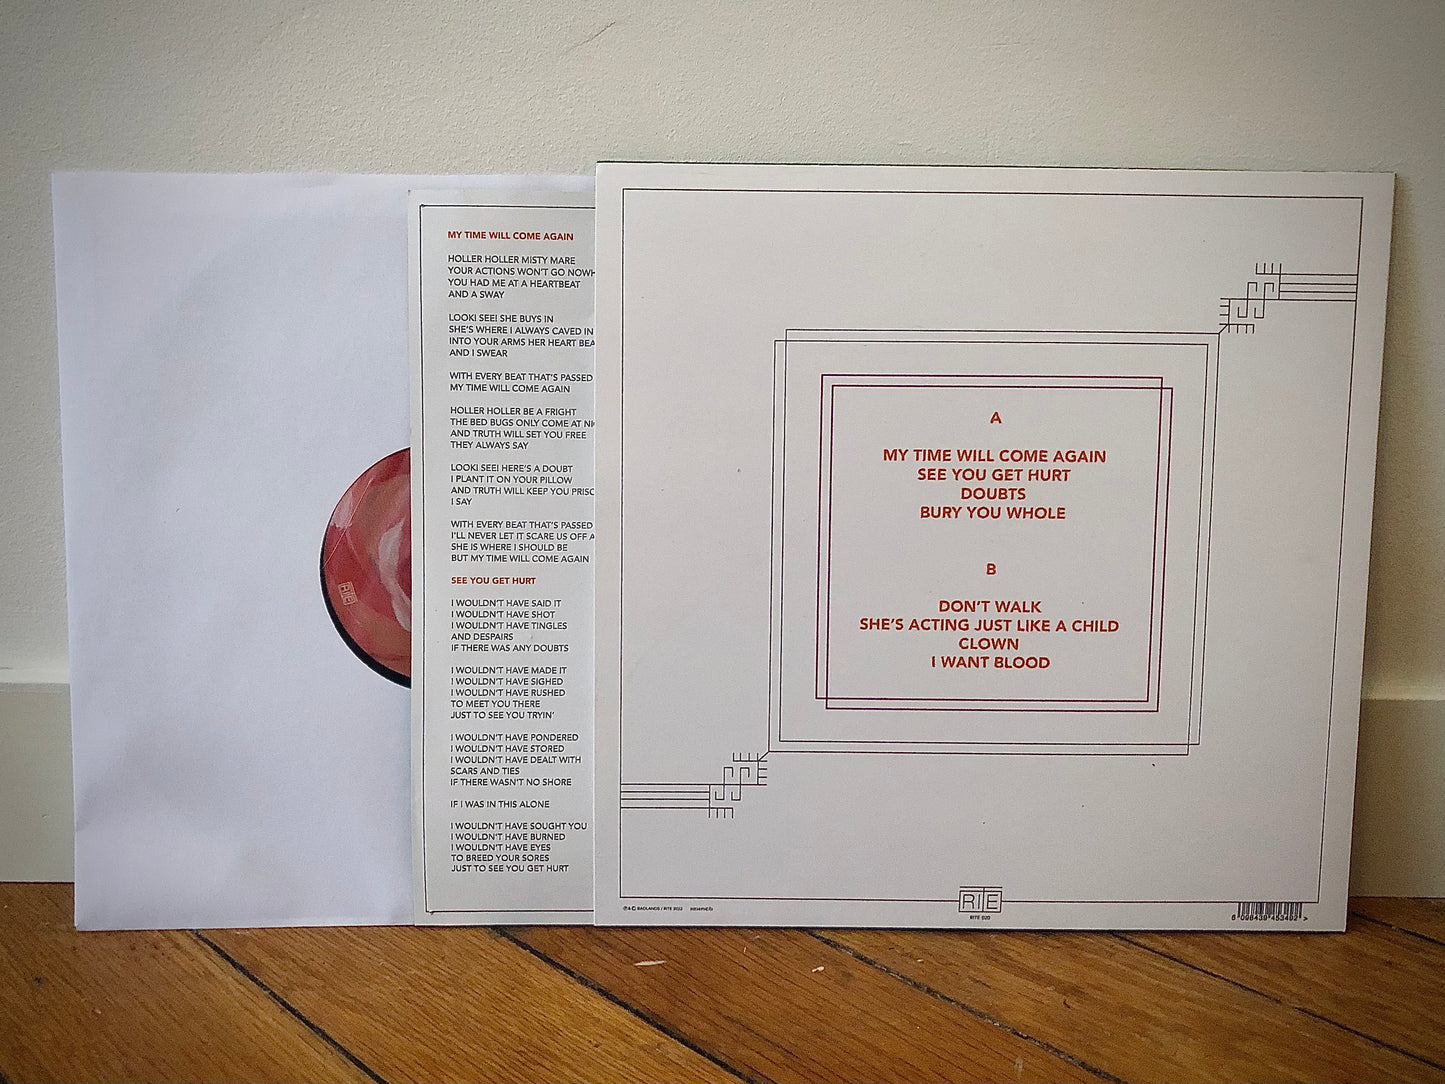 MY TIME WILL COME AGAIN
HOLLER HOLLER MISTY MARE
YOUR ACTIONS WON'T GO NOWH
YOU HAD ME AT A HEARTBEAT
AND A SWAY
LOOK! SEE! SHE BUYS IN
SHE'S WHERE I ALWAYS CAVED IN
INTO YOUR ARMS HER HEART BEA
AND I SWEAR
WITH EVERY BEAT THAT'S PASSED
MY TIME WILL COME AGAIN
HOLLER HOLLER BE A FRIGHT
THE BED BUGS ONLY COME AT NI
AND TRUTH WILL SET YOU FREE
THEY ALWAYS SAY
LOOK! SEE! HERE'S A DOUBT
I PLANT IT ON YOUR PILLOW
AND TRUTH WILL KEEP YOU PRISO
I SAY
WITH EVERY BEAT THAT'S PASSED
I'LL NEVER LET IT SCARE US OFF A
SHE IS WHERE I SHOULD BE
BUT MY TIME WILL COME AGAIN
SEE YOU GET HURT
I WOULDN'T HAVE SAID IT
I WOULDN'T HAVE SHOT
I WOULDN'T HAVE TINGLES
AND DESPAIRS
IF THERE WAS ANY DOUBTS
I WOULDN'T HAVE MADE IT
I WOULDN'T HAVE SIGHED
I WOULDN'T HAVE RUSHED
TO MEET YOU THERE
JUST TO SEE YOU TRYIN'
I WOULDN'T HAVE PONDERED
I WOULDN'T HAVE STORED
I WOULDN'T HAVE DEALT WITH
SCARS AND TIES
IF THERE WASN'T NO SHORE
IF I WAS IN THIS ALONE
I WOULDN'T HAVE SOUGHT YOU
I WOULDN'T HAVE BURNED
I WOULDN'T HAVE EYES
TO BREED YOUR SORES
JUST TO SEE YOU GET HURT
RITE
A
MY TIME WILL COME AGAIN
SEE YOU GET HURT
DOUBTS
BURY YOU WHOLE
B
DON'T WALK
SHE'S ACTING JUST LIKE A CHILD
CLOWN
I WANT BLOOD
℗ & © BADLANDS / RITE 2022
RITE
RITE 020
6 098439 453492 >